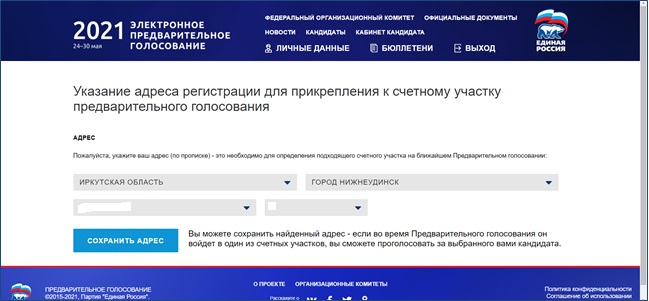 2021 ЭЛЕКТРОННОЕ
ПРЕДВАРИТЕЛЬНОЕ
24–30 мая ГОЛОСОВАНИЕ
ФЕДЕРАЛЬНЫЙ ОРГАНИЗАЦИОННЫЙ КОМИТЕТ ОФИЦИАЛЬНЫЕ ДОКУМЕНТЫ
НОВОСТИ КАНДИДАТЫ КАБИНЕТ КАНДИДАТА
ЛИЧНЫЕ ДАННЫЕ БЮЛЛЕТЕНИ ВЫХОД
ЕДИНАЯ
РОССИЯ
Указание адреса регистрации для прикрепления к счетному участку
предварительного голосования
АДРЕС
Пожалуйста, укажите ваш адрес (по прописке) - это необходимо для определения подходящего счетного участка на ближайшем Предварительном голосовании:
ИРКУТСКАЯ ОБЛАСТЬ ГОРОД НИЖНЕУДИНСК
СОХРАНИТЬ АДРЕС
Вы можете сохранить найденный адрес - если во время Предварительного голосования он
войдет в один из счетных участков, вы сможете проголосовать за выбранного вами кандидата.
ПРЕДВАРИТЕЛЬНОЕ ГОЛОСОВАНИЕ
©2015-2021, Партия "Единая Россия".
О ПРОЕКТЕ ОРГАНИЗАЦИОННЫЕ КОМИТЕТЫ
Расскажите о
Политика конфиденциальности
Соглашение об использовании